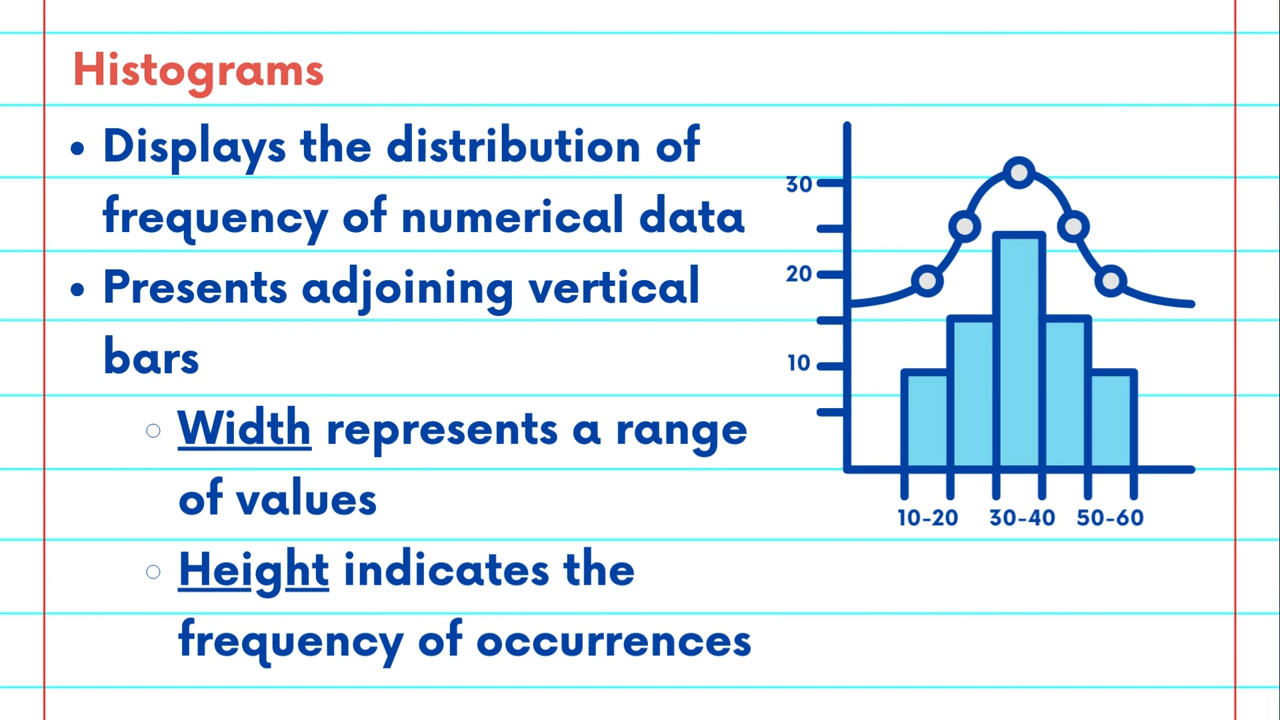 Histograms
• Displays the distribution of
frequency of numerical data
• Presents adjoining vertical
bars
○ Width represents a range
of values
○ Height indicates the
frequency of occurrences
30
20
10
10-20 30-40 50-60